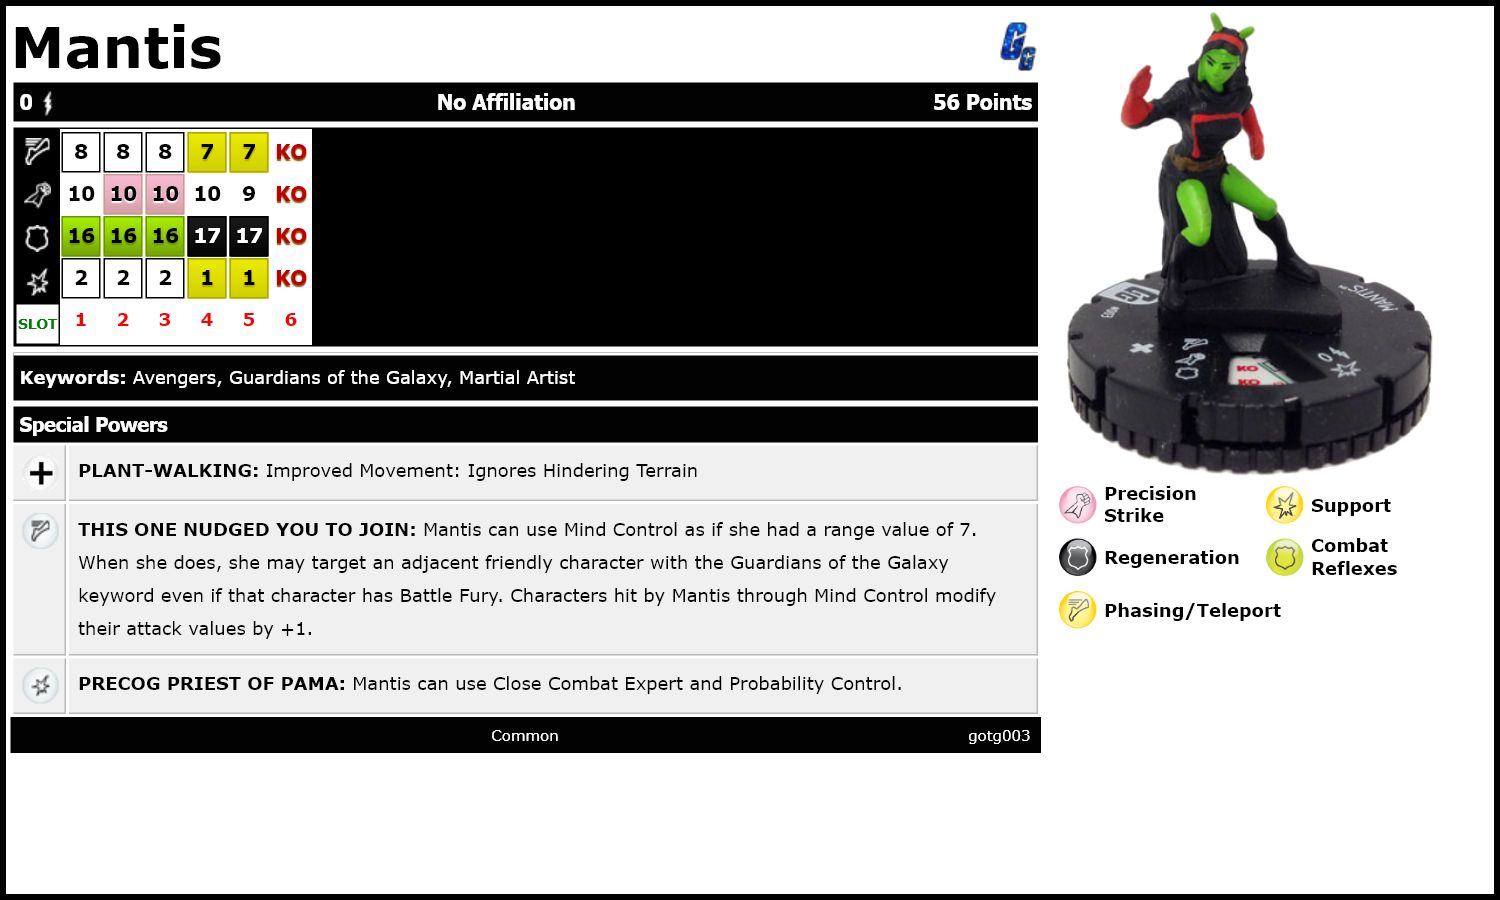 Mantis
GG
0 No Affiliation 56 Points
8 8 8 7 7 KO
10 10 10 10 9 KO
16 16 16 17 17 KO
2 2 2 1 1 KO
SLOT 1 2 3 4 5 6
Keywords: Avengers, Guardians of the Galaxy, Martial Artist
Special Powers
PLANT-WALKING: Improved Movement: Ignores Hindering Terrain
THIS ONE NUDGED YOU TO JOIN: Mantis can use Mind Control as if she had a range value of 7.
When she does, she may target an adjacent friendly character with the Guardians of the Galaxy
keyword even if that character has Battle Fury. Characters hit by Mantis through Mind Control modify
their attack values by +1.
PRECOG PRIEST OF PAMA: Mantis can use Close Combat Expert and Probability Control.
Common gotg003
MANTIS
003
KO
KO
0
Precision
Strike
Support
Regeneration
Combat
Reflexes
Phasing/Teleport